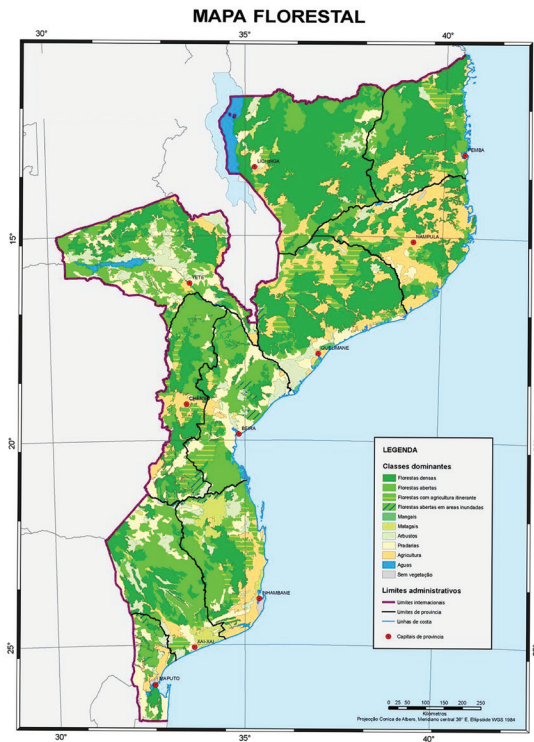 MAPA FLORESTAL
30° 35° 40°
PEMBA
LICHINGA
15°
NAMPULA
TETE
QUELIMANE
CHIMOIO
BEIRA
20°
LEGENDA
Classes dominantes
Florestas densas
Florestas abertas
Florestas com agricultura itinerante
Florestas abertas em areas inundadas
Mangais
Matagais
Arbustos
Pradarias
Agricultura
Aguas
Sem vegetação
Limites administrativos
Limites internacionais
Limites de província
Linhas de costa
Capitais de província
INHAMBANE
25°
XAI-XAI
MAPUTO
0 25 50 100 150 200 250
Kilometros
Projecção Conica de Albers, Meridiano central 36° E, Elipsoide WGS 1984
30° 35° 40°